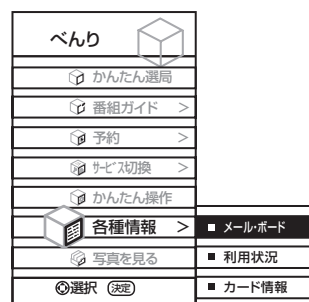 べんり
かんたん選局
番組ガイド >
予約 >
サービス切換 >
かんたん操作
各種情報 >
写真を見る
選択 決定
■ メール・ボード
■ 利用状況
■ カード情報